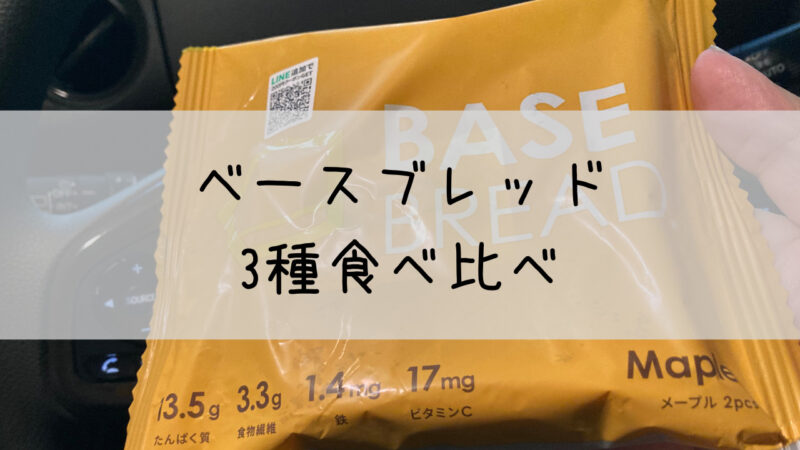 LINE追加で
BASE
BREAD
ベースブレッド
3種食べ比べ
SOURCE
13.5g
たんぱく質
3.3g
食物繊維
1.4mg
鉄
17mg
ビタミンC
Maple
メープル 2pcs